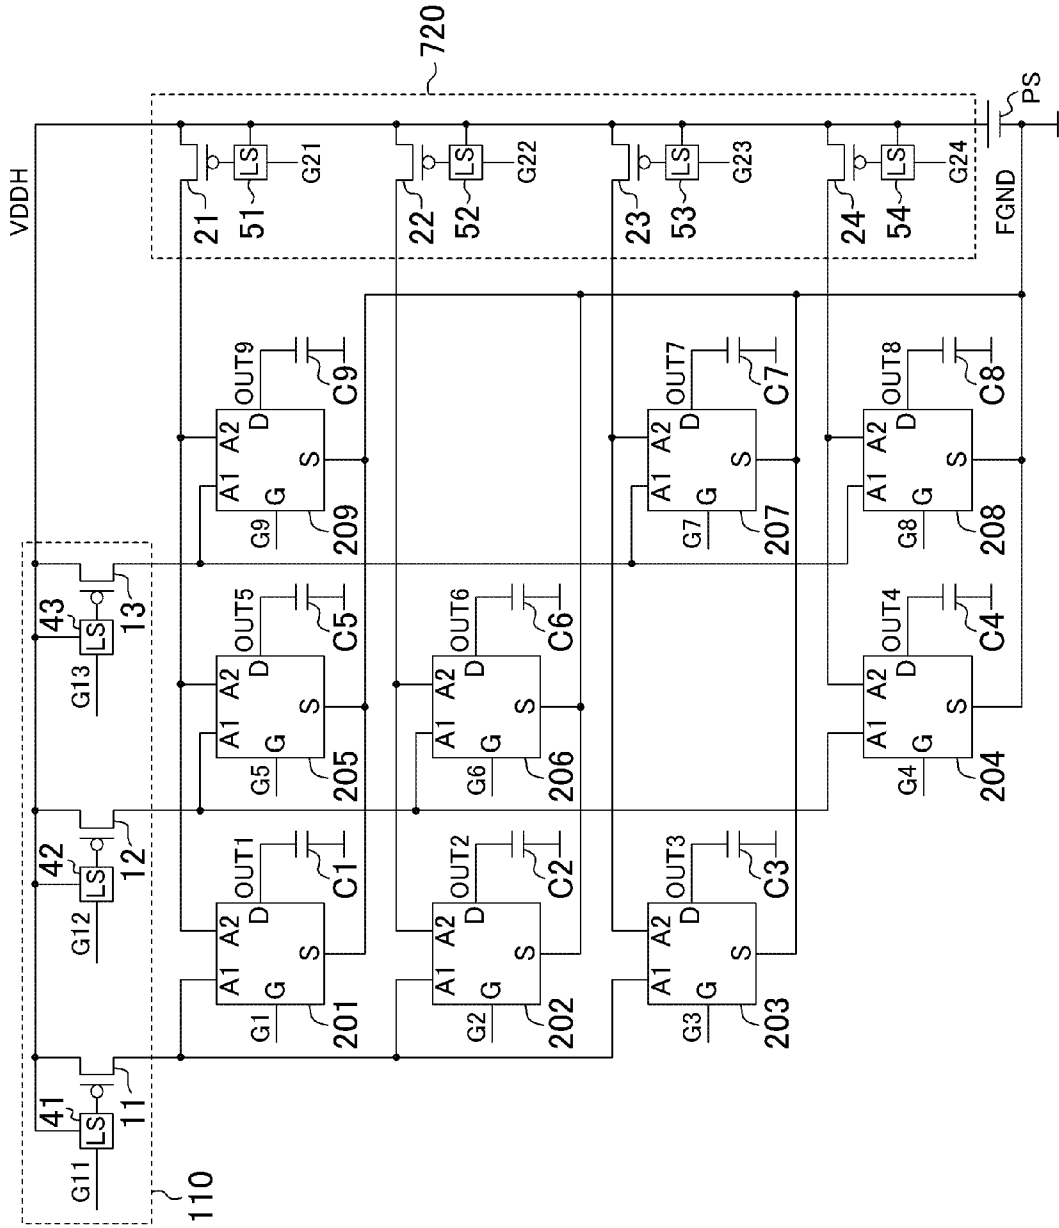 720
VDDH
PS
FGND
21
51
LS
G21
22
52
LS
G22
23
53
LS
G23
24
54
LS
G24
OUT9
C9
A1
A2
D
G
S
G9
209
OUT7
C7
A1
A2
D
G
S
G7
207
OUT8
C8
A1
A2
D
G
S
G8
208
43
LS
G13
13
OUT5
C5
A1
A2
D
G
S
G5
205
OUT6
C6
A1
A2
D
G
S
G6
206
OUT4
C4
A1
A2
D
G
S
G4
204
42
LS
G12
12
OUT1
C1
A1
A2
D
G
S
G1
201
OUT2
C2
A1
A2
D
G
S
G2
202
OUT3
C3
A1
A2
D
G
S
G3
203
41
LS
G11
11
110